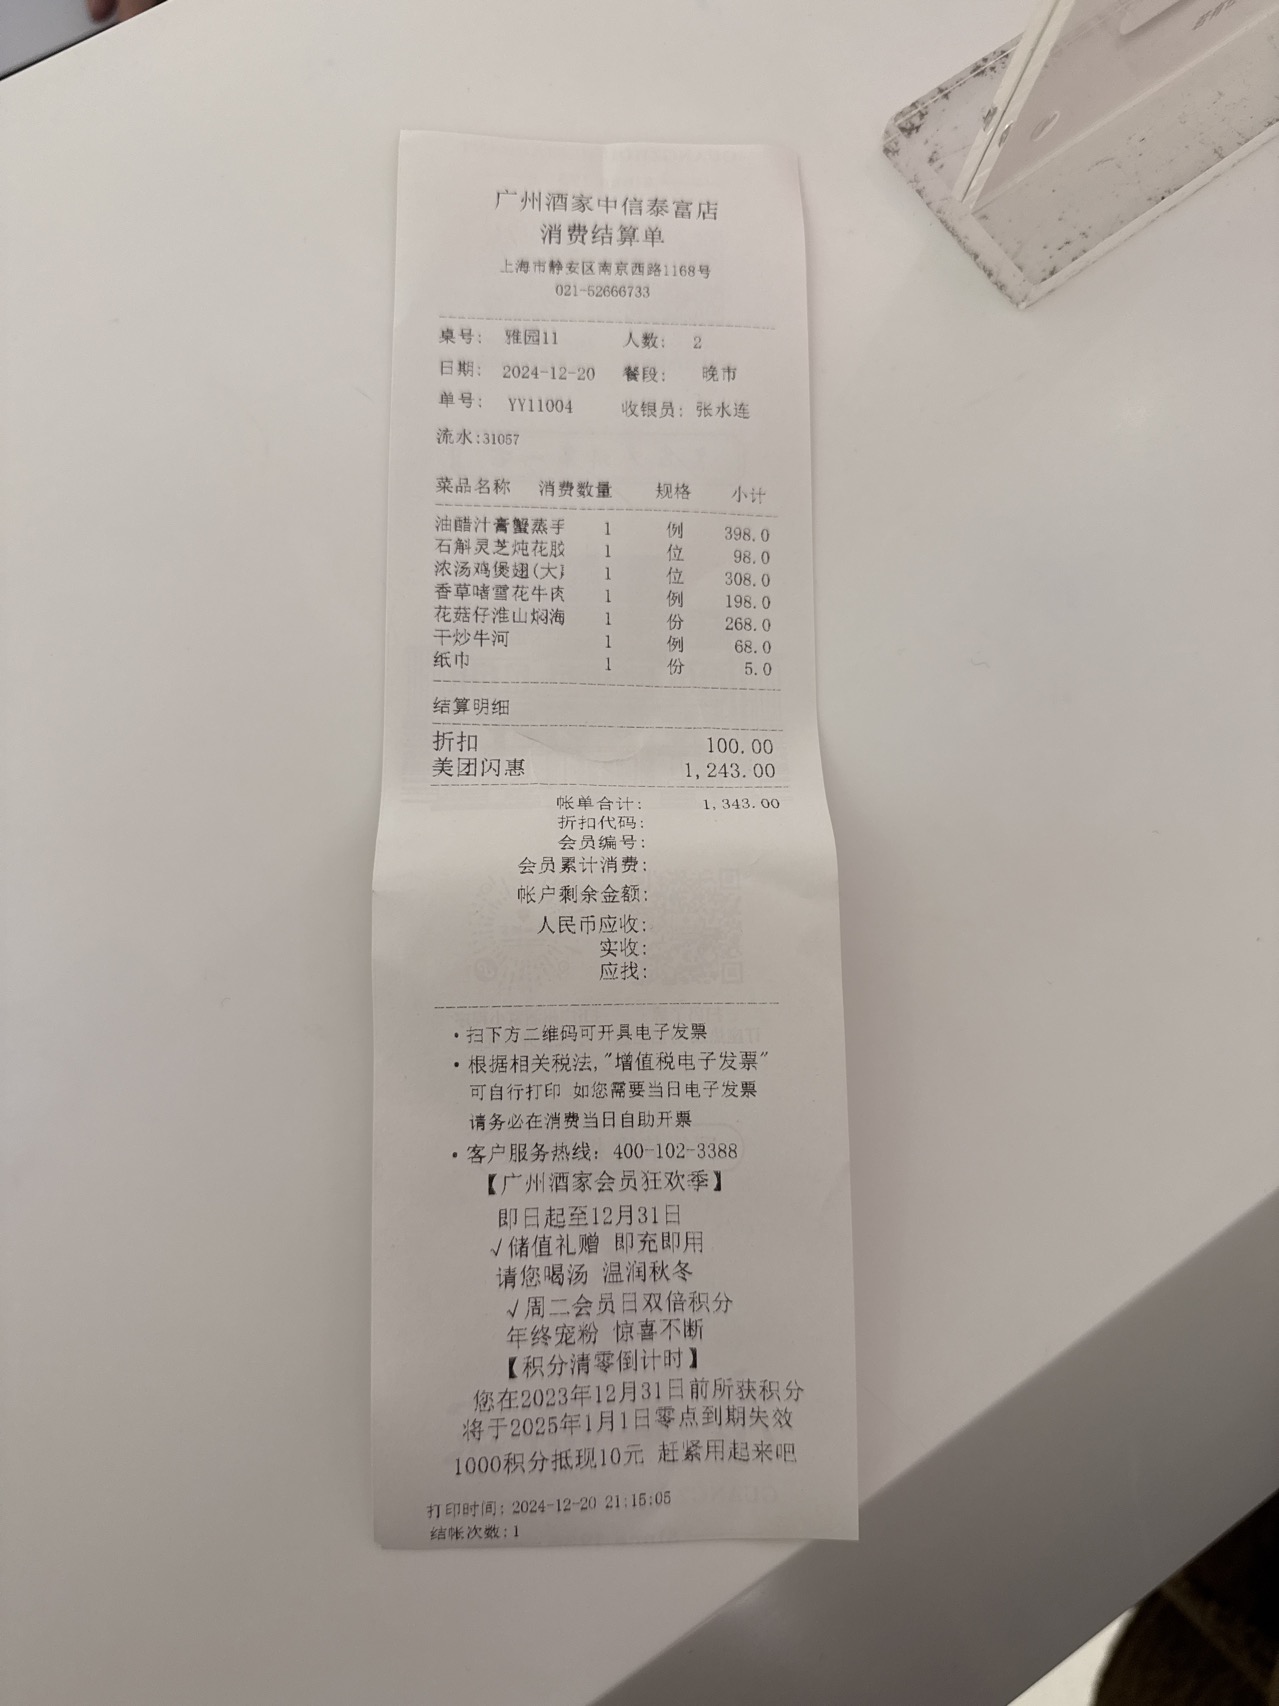 广州酒家中信泰富店
消费结算单
上海市静安区南京西路1168号
021-52666733
桌号: 雅园11 人数: 2
日期: 2024-12-20 餐段: 晚市
单号: YY11004 收银员: 张水连
流水:31057
菜品名称 消费数量 规格 小计
油醋汁膏蟹蒸手 1 例 398.0
石斛灵芝炖花胶 1 位 98.0
浓汤鸡煲翅(大) 1 位 308.0
香草啫雪花牛肉 1 例 198.0
花菇仔淮山焖海 1 份 268.0
干炒牛河 1 例 68.0
纸巾 1 份 5.0
结算明细
折扣 100.00
美团闪惠 1,243.00
帐单合计: 1,343.00
折扣代码:
会员编号:
会员累计消费:
帐户剩余金额:
人民币应收:
实收:
应找:
·扫下方二维码可开具电子发票
·根据相关税法,"增值税电子发票"
可自行打印 如您需要当日电子发票
请务必在消费当日自助开票
·客户服务热线: 400-102-3388
【广州酒家会员狂欢季】
即日起至12月31日
√储值礼赠 即充即用
请您喝汤 温润秋冬
√周二会员日双倍积分
年终宠粉 惊喜不断
【积分清零倒计时】
您在2023年12月31日前所获积分
将于2025年1月1日零点到期失效
1000积分抵现10元 赶紧用起来吧
打印时间: 2024-12-20 21:15:05
结帐次数:1